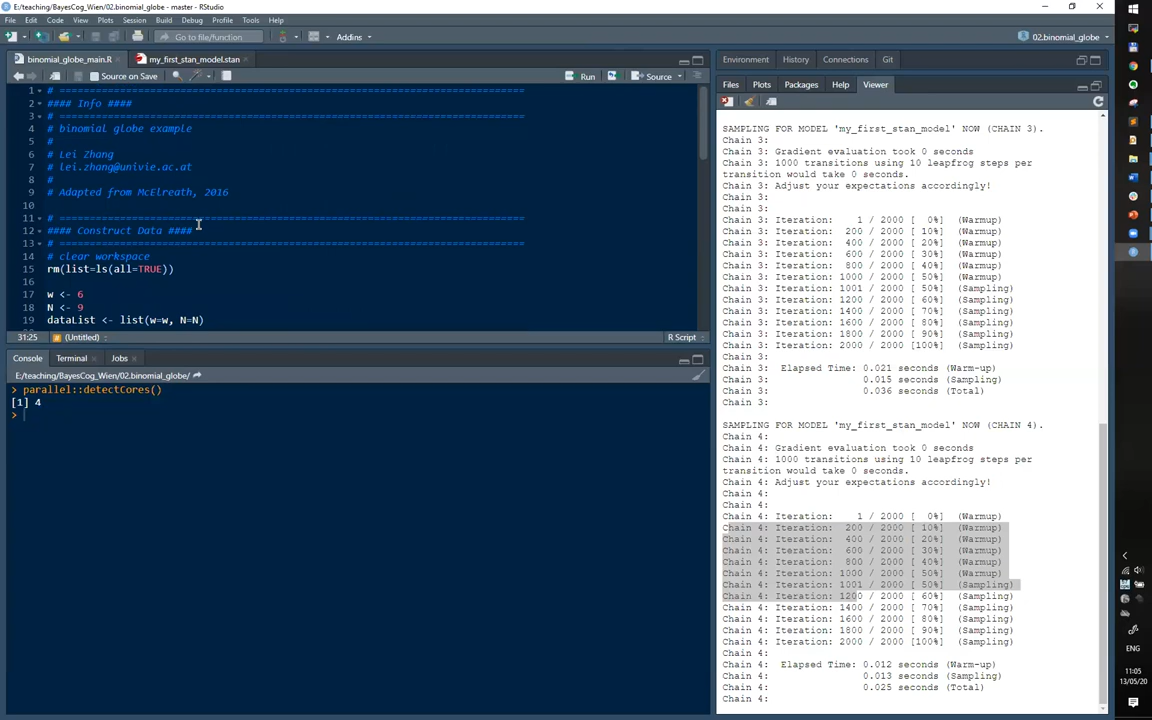 E:/teaching/BayesCog_Wien/02.binomial_globe - master - RStudio
File Edit Code View Plots Session Build Debug Profile Tools Help
Go to file/function
Addins
02.binomial_globe
binomial_globe_main.R
my_first_stan_model.stan
Source on Save
Run
Source
1 # ==============================================================================
2 #### Info ####
3 # ==============================================================================
4 # binomial globe example
5 #
6 # Lei Zhang
7 # lei.zhang@univie.ac.at
8 #
9 # Adapted from McElreath, 2016
10
11 # ==============================================================================
12 #### Construct Data ####
13 # ==============================================================================
14 # clear workspace
15 rm(list=ls(all=TRUE))
16
17 w <- 6
18 N <- 9
19 dataList <- list(w=w, N=N)
31:25 (Untitled) R Script
Console Terminal Jobs
E:/teaching/BayesCog_Wien/02.binomial_globe/
> parallel::detectCores()
[1] 4
>
Environment History Connections Git
Files Plots Packages Help Viewer
SAMPLING FOR MODEL 'my_first_stan_model' NOW (CHAIN 3).
Chain 3:
Chain 3: Gradient evaluation took 0 seconds
Chain 3: 1000 transitions using 10 leapfrog steps per
transition would take 0 seconds.
Chain 3: Adjust your expectations accordingly!
Chain 3:
Chain 3:
Chain 3: Iteration: 1 / 2000 [ 0%] (Warmup)
Chain 3: Iteration: 200 / 2000 [ 10%] (Warmup)
Chain 3: Iteration: 400 / 2000 [ 20%] (Warmup)
Chain 3: Iteration: 600 / 2000 [ 30%] (Warmup)
Chain 3: Iteration: 800 / 2000 [ 40%] (Warmup)
Chain 3: Iteration: 1000 / 2000 [ 50%] (Warmup)
Chain 3: Iteration: 1001 / 2000 [ 50%] (Sampling)
Chain 3: Iteration: 1200 / 2000 [ 60%] (Sampling)
Chain 3: Iteration: 1400 / 2000 [ 70%] (Sampling)
Chain 3: Iteration: 1600 / 2000 [ 80%] (Sampling)
Chain 3: Iteration: 1800 / 2000 [ 90%] (Sampling)
Chain 3: Iteration: 2000 / 2000 [100%] (Sampling)
Chain 3:
Chain 3: Elapsed Time: 0.021 seconds (Warm-up)
Chain 3: 0.015 seconds (Sampling)
Chain 3: 0.036 seconds (Total)
Chain 3:
SAMPLING FOR MODEL 'my_first_stan_model' NOW (CHAIN 4).
Chain 4:
Chain 4: Gradient evaluation took 0 seconds
Chain 4: 1000 transitions using 10 leapfrog steps per
transition would take 0 seconds.
Chain 4: Adjust your expectations accordingly!
Chain 4:
Chain 4:
Chain 4: Iteration: 1 / 2000 [ 0%] (Warmup)
Chain 4: Iteration: 200 / 2000 [ 10%] (Warmup)
Chain 4: Iteration: 400 / 2000 [ 20%] (Warmup)
Chain 4: Iteration: 600 / 2000 [ 30%] (Warmup)
Chain 4: Iteration: 800 / 2000 [ 40%] (Warmup)
Chain 4: Iteration: 1000 / 2000 [ 50%] (Warmup)
Chain 4: Iteration: 1001 / 2000 [ 50%] (Sampling)
Chain 4: Iteration: 1200 / 2000 [ 60%] (Sampling)
Chain 4: Iteration: 1400 / 2000 [ 70%] (Sampling)
Chain 4: Iteration: 1600 / 2000 [ 80%] (Sampling)
Chain 4: Iteration: 1800 / 2000 [ 90%] (Sampling)
Chain 4: Iteration: 2000 / 2000 [100%] (Sampling)
Chain 4:
Chain 4: Elapsed Time: 0.012 seconds (Warm-up)
Chain 4: 0.013 seconds (Sampling)
Chain 4: 0.025 seconds (Total)
Chain 4:
ENG
11:05
13/05/20